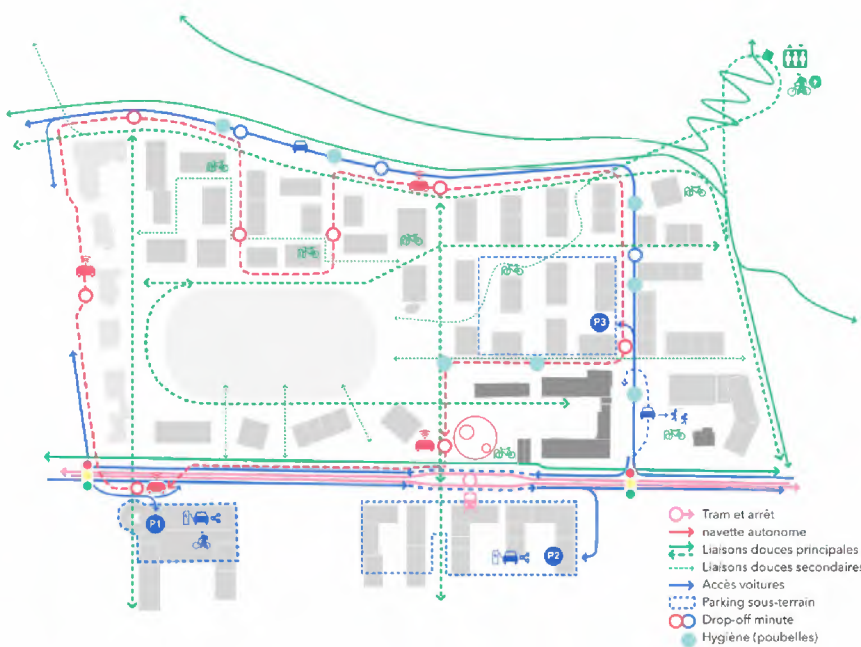 P3
P1
P2
Tram et arrêt
navette autonome
Liaisons douces principales
Liaisons douces secondaires
Accès voitures
Parking sous-terrain
Drop-off minute
Hygiène (poubelles)